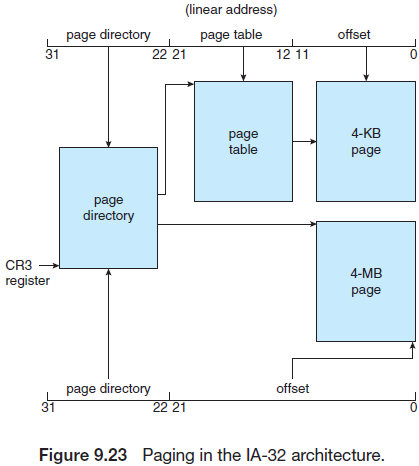 (linear address)
page directory page table offset
31 22 21 12 11 0
page
table
4-KB
page
page
directory
CR3
register
4-MB
page
page directory offset
31 22 21 0
Figure 9.23 Paging in the IA-32 architecture.